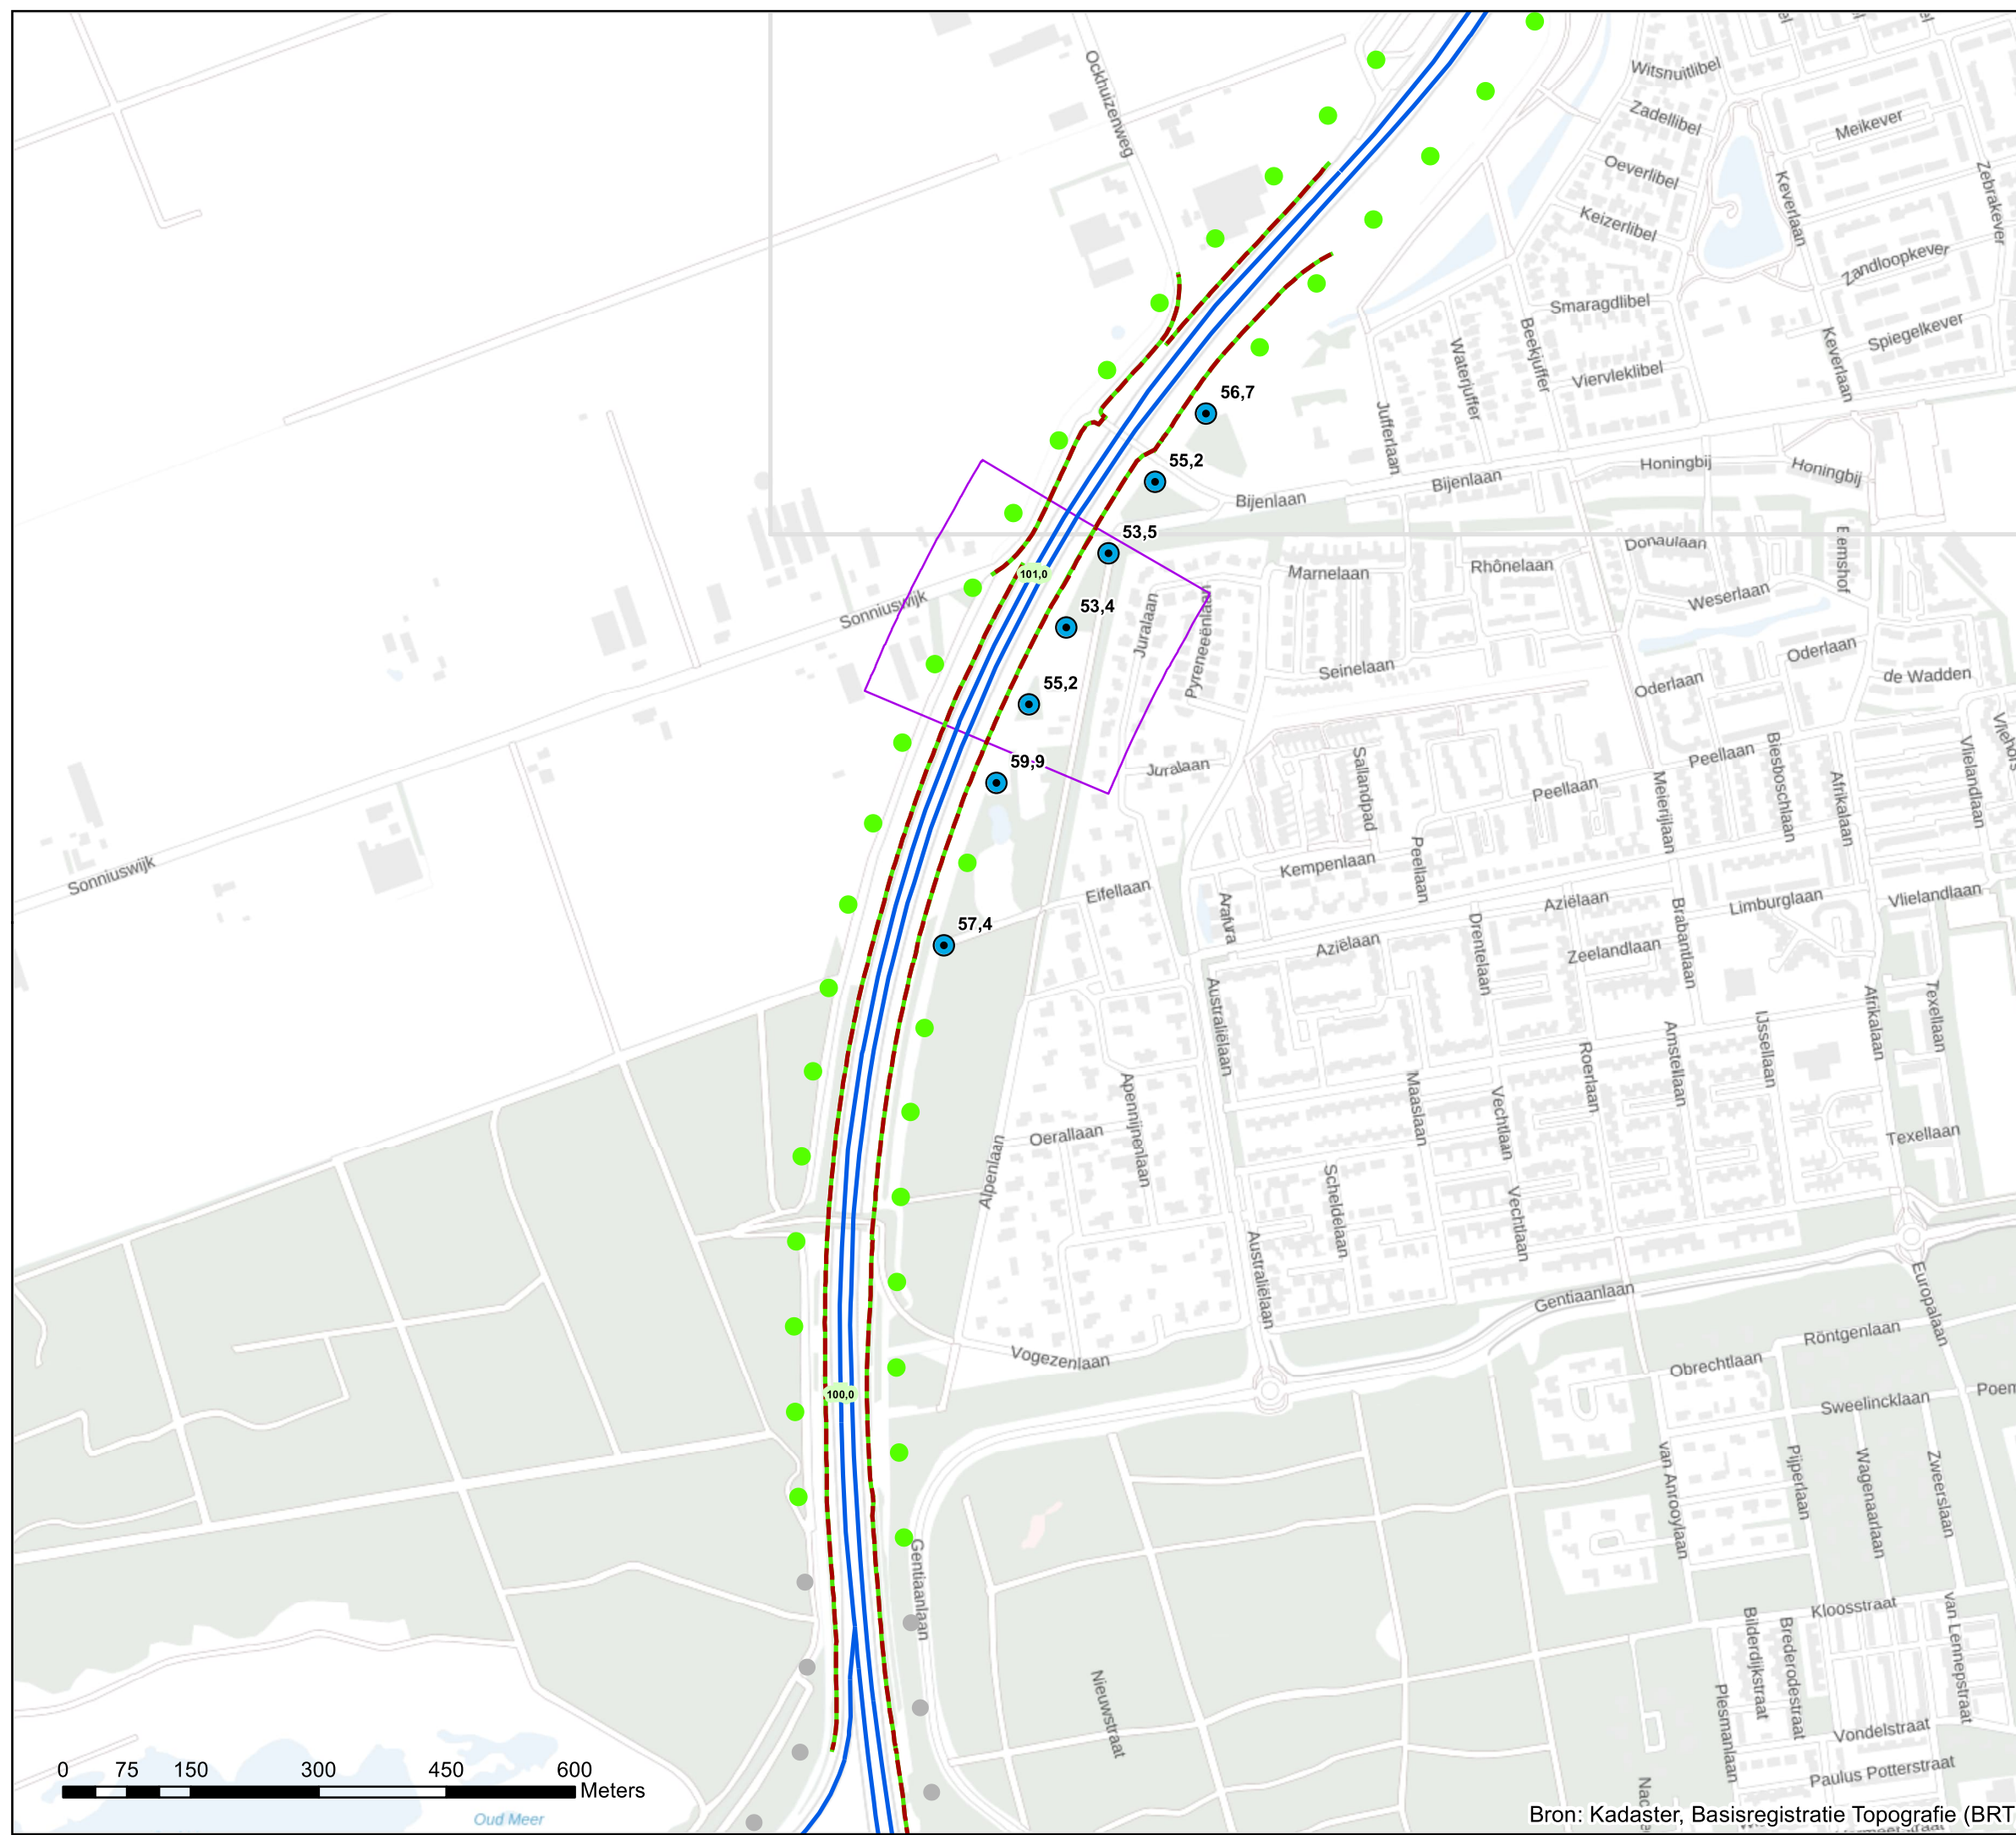 Ockhuizenweg
Witsnuitlibel
Zadellibel
Meikever
Oeverlibel
Keverlaan
Zebrakever
Keizerlibel
Zandloopkever
Smaragdlibel
Spiegelkever
Beekjuffer
Waterjuffer
Keverlaan
Viervleklibel
56,7
Jufferlaan
55,2
Honingbij
Honingbij
Bijenlaan
Bijenlaan
53,5
Donaulaan
Eemshof
101,0
Marnelaan
Rhônelaan
Sonniuswijk
53,4
Weserlaan
Juralaan
Pyreneeënlaan
Oderlaan
Seinelaan
de Wadden
55,2
Oderlaan
59,9
Juralaan
Sallandpad
Peellaan
Peellaan
Biesboschlaan
Vlielandlaan
Meierijlaan
Afrikalaan
Sonniuswijk
Kempenlaan
Peellaan
Eifellaan
Arafura
Aziëlaan
Limburglaan
Vlielandlaan
57,4
Aziëlaan
Drentelaan
Zeelandlaan
Brabantlaan
Australiëlaan
Afrikalaan
Texellaan
IJssellaan
Amstellaan
Roerlaan
Apennijnenlaan
Maaslaan
Vechtlaan
Oerallaan
Texellaan
Alpenlaan
Scheldelaan
Vechtlaan
Australiëlaan
Gentiaanlaan
Europalaan
Vogezenlaan
Röntgenlaan
Obrechtlaan
100,0
Sweelincklaan
Poem
van Anrooylaan
Pijperlaan
Wagenaarlaan
Zweerslaan
Gentiaanlaan
Kloosstraat
Bilderdijkstraat
Brederodestraat
van Lennepstraat
Nieuwstraat
Plesmanlaan
Vondelstraat
Paulus Potterstraat
0 75 150 300 450 600
Meters
Oud Meer
Bron: Kadaster, Basisregistratie Topografie (BRT